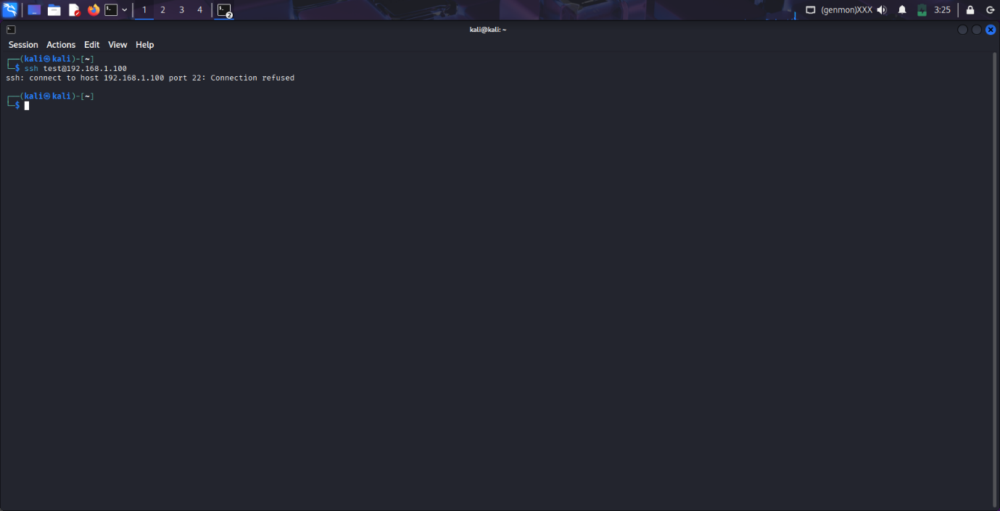 1 2 3 4 2 (genmon)XXX 3:25
kali@kali: ~
Session Actions Edit View Help
┌──(kali㉿kali)-[~]
└─$ ssh test@192.168.1.100
ssh: connect to host 192.168.1.100 port 22: Connection refused
┌──(kali㉿kali)-[~]
└─$